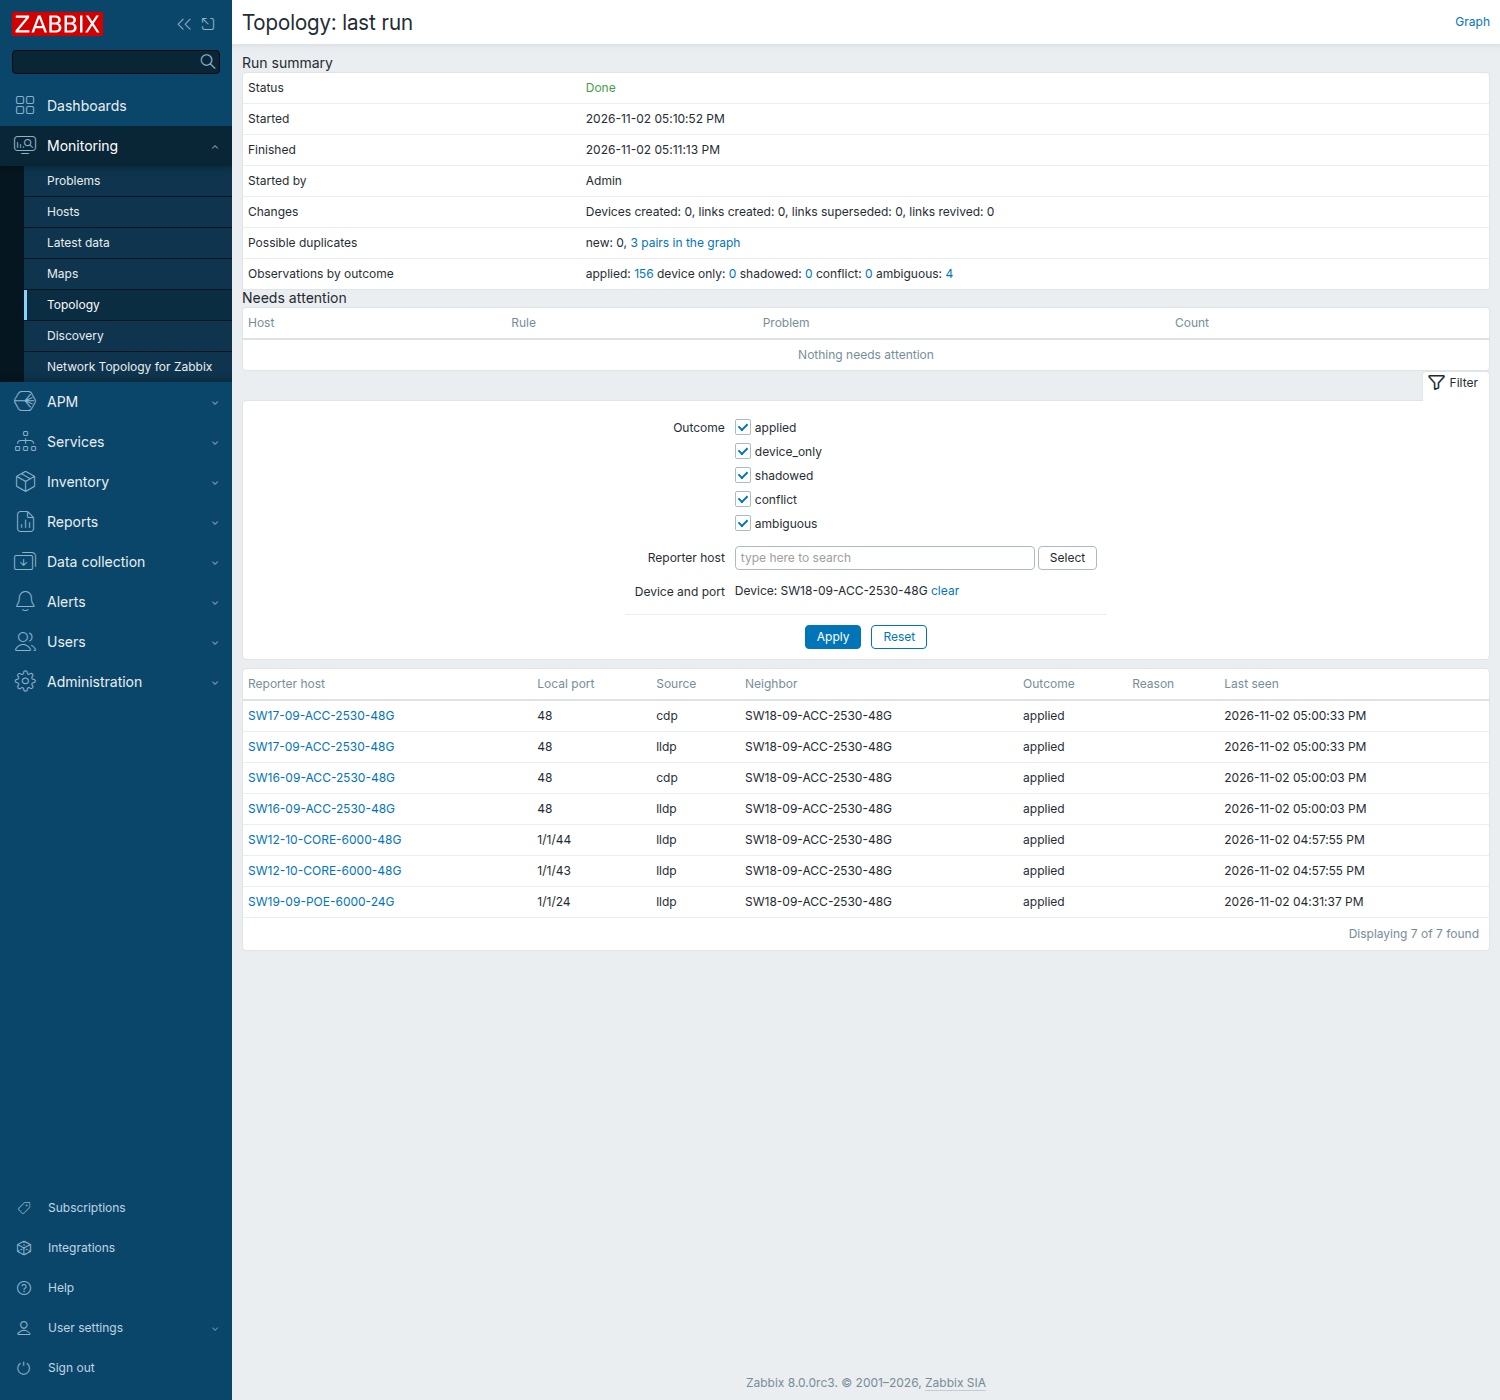 ZABBIX
Topology: last run
Graph
Dashboards
Monitoring
Problems
Hosts
Latest data
Maps
Topology
Discovery
Network Topology for Zabbix
APM
Services
Inventory
Reports
Data collection
Alerts
Users
Administration
Subscriptions
Integrations
Help
User settings
Sign out
Run summary
Status Done
Started 2026-11-02 05:10:52 PM
Finished 2026-11-02 05:11:13 PM
Started by Admin
Changes Devices created: 0, links created: 0, links superseded: 0, links revived: 0
Possible duplicates new: 0, 3 pairs in the graph
Observations by outcome applied: 156 device only: 0 shadowed: 0 conflict: 0 ambiguous: 4
Needs attention
Host Rule Problem Count
Nothing needs attention
Filter
Outcome applied
device_only
shadowed
conflict
ambiguous
Reporter host type here to search Select
Device and port Device: SW18-09-ACC-2530-48G clear
Apply Reset
Reporter host Local port Source Neighbor Outcome Reason Last seen
SW17-09-ACC-2530-48G 48 cdp SW18-09-ACC-2530-48G applied 2026-11-02 05:00:33 PM
SW17-09-ACC-2530-48G 48 lldp SW18-09-ACC-2530-48G applied 2026-11-02 05:00:33 PM
SW16-09-ACC-2530-48G 48 cdp SW18-09-ACC-2530-48G applied 2026-11-02 05:00:03 PM
SW16-09-ACC-2530-48G 48 lldp SW18-09-ACC-2530-48G applied 2026-11-02 05:00:03 PM
SW12-10-CORE-6000-48G 1/1/44 lldp SW18-09-ACC-2530-48G applied 2026-11-02 04:57:55 PM
SW12-10-CORE-6000-48G 1/1/43 lldp SW18-09-ACC-2530-48G applied 2026-11-02 04:57:55 PM
SW19-09-POE-6000-24G 1/1/24 lldp SW18-09-ACC-2530-48G applied 2026-11-02 04:31:37 PM
Displaying 7 of 7 found
Zabbix 8.0.0rc3. © 2001–2026, Zabbix SIA